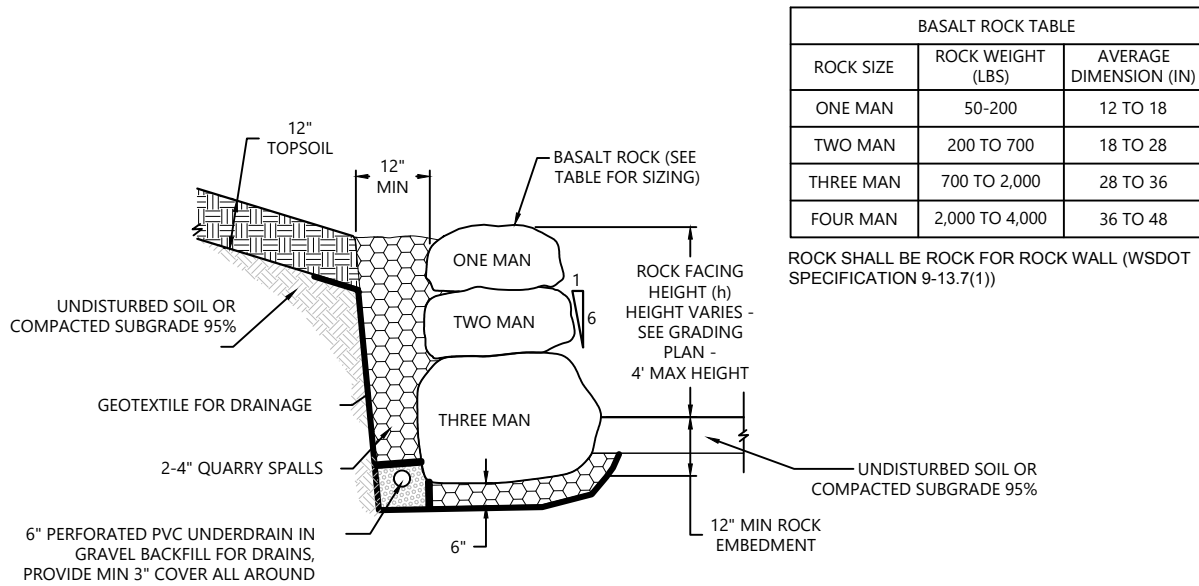 BASALT ROCK TABLE
ROCK SIZE
ROCK WEIGHT
(LBS)
AVERAGE
DIMENSION (IN)
ONE MAN
50-200
12 TO 18
TWO MAN
200 TO 700
18 TO 28
THREE MAN
700 TO 2,000
28 TO 36
FOUR MAN
2,000 TO 4,000
36 TO 48
ROCK SHALL BE ROCK FOR ROCK WALL (WSDOT
SPECIFICATION 9-13.7(1))
12"
TOPSOIL
12"
MIN
BASALT ROCK (SEE
TABLE FOR SIZING)
ONE MAN
TWO MAN
THREE MAN
1
6
ROCK FACING
HEIGHT (h)
HEIGHT VARIES -
SEE GRADING
PLAN -
4' MAX HEIGHT
UNDISTURBED SOIL OR
COMPACTED SUBGRADE 95%
GEOTEXTILE FOR DRAINAGE
2-4" QUARRY SPALLS
UNDISTURBED SOIL OR
COMPACTED SUBGRADE 95%
6" PERFORATED PVC UNDERDRAIN IN
GRAVEL BACKFILL FOR DRAINS,
PROVIDE MIN 3" COVER ALL AROUND
6"
12" MIN ROCK
EMBEDMENT